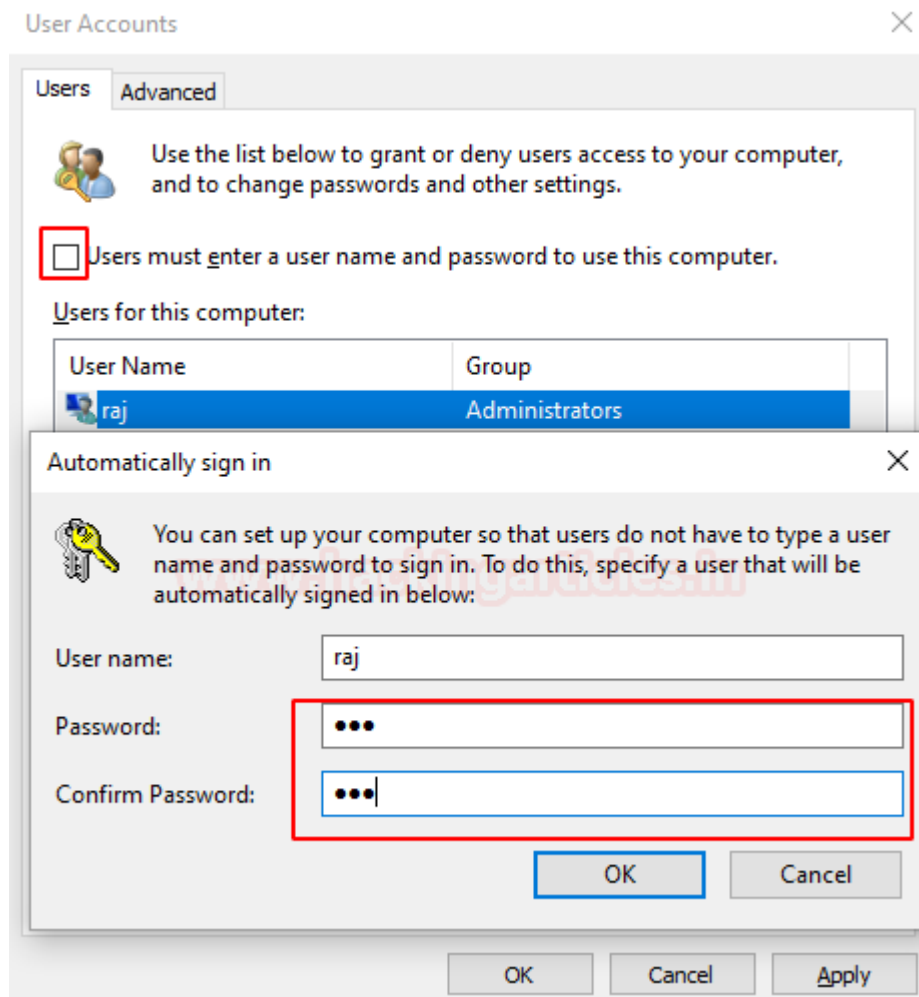 User Accounts
Users
Advanced
Use the list below to grant or deny users access to your computer,
and to change passwords and other settings.
Users must enter a user name and password to use this computer.
Users for this computer:
User Name Group
raj Administrators
Automatically sign in
You can set up your computer so that users do not have to type a user
name and password to sign in. To do this, specify a user that will be
www.hackingarticles.in
automatically signed in below:
User name: raj
Password: ●●●
Confirm Password: ●●●
OK Cancel
OK Cancel Apply